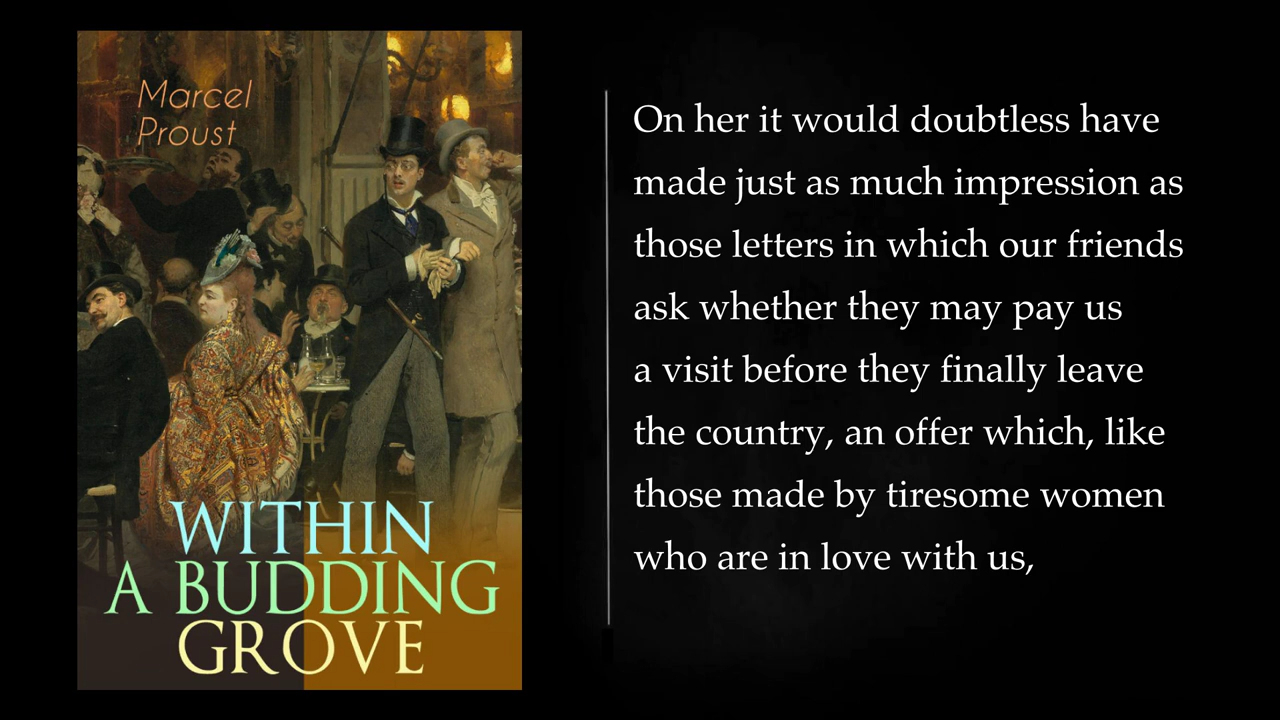 Marcel
Proust
WITHIN
A BUDDING
GROVE
On her it would doubtless have
made just as much impression as
those letters in which our friends
ask whether they may pay us
a visit before they finally leave
the country, an offer which, like
those made by tiresome women
who are in love with us,